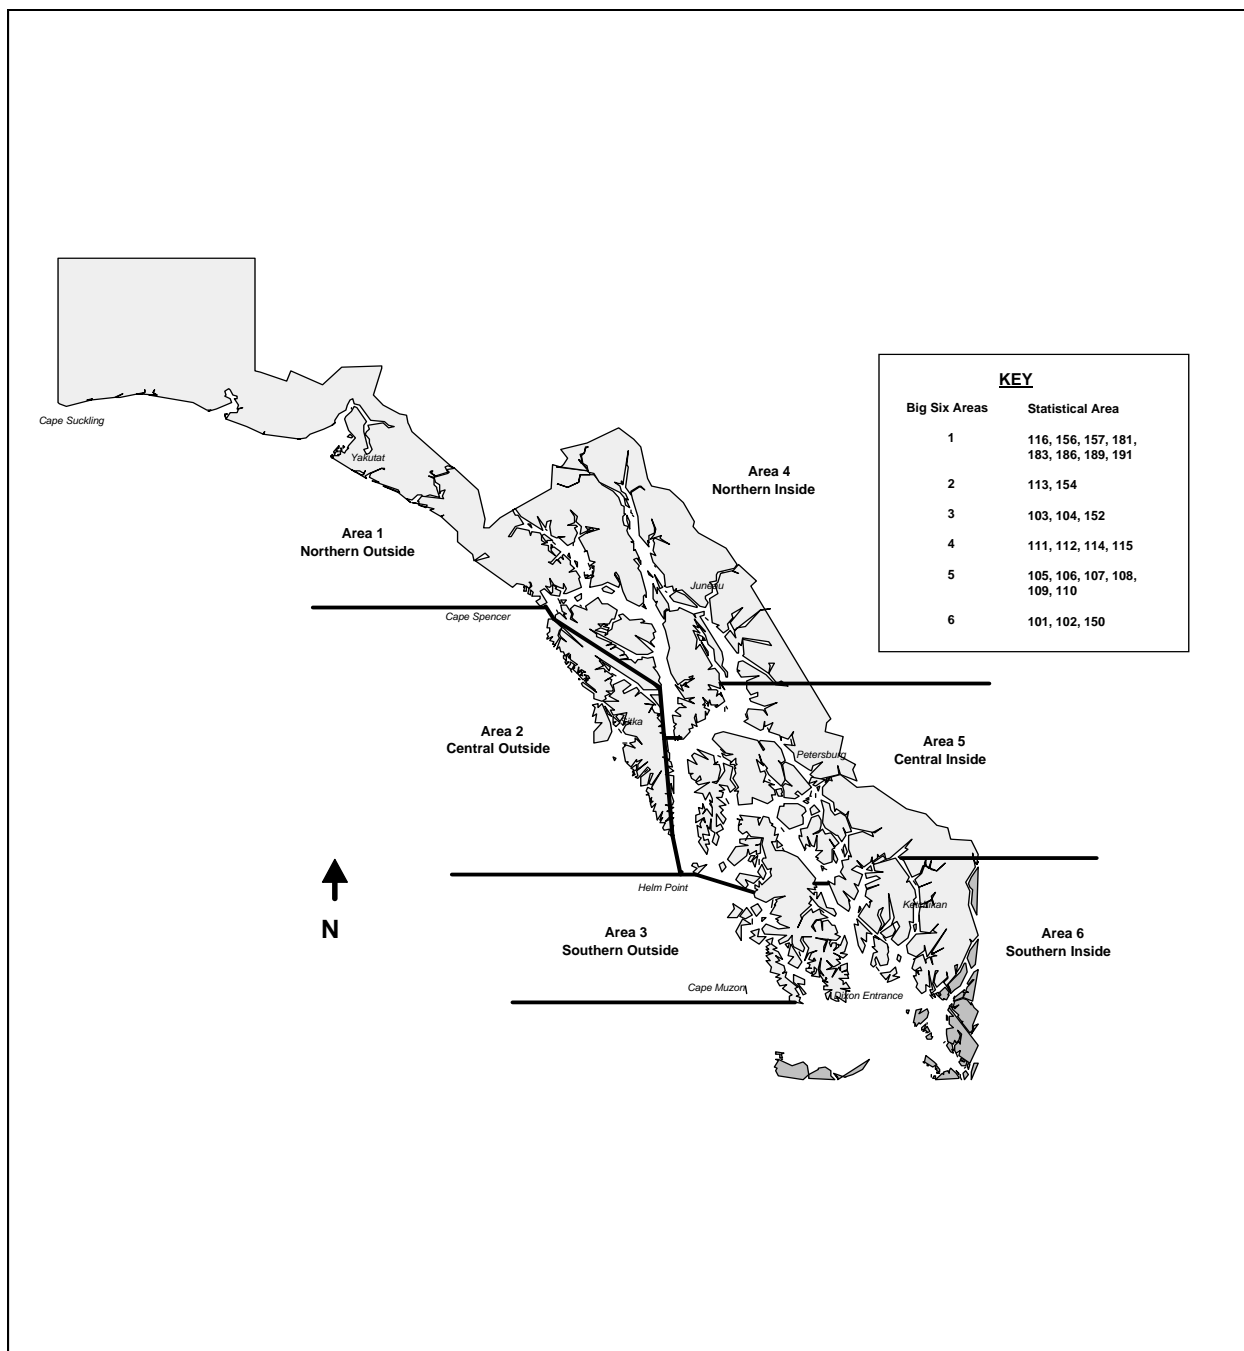 KEY
Big Six Areas Statistical Area
1 116, 156, 157, 181,
183, 186, 189, 191
2 113, 154
3 103, 104, 152
4 111, 112, 114, 115
5 105, 106, 107, 108,
109, 110
6 101, 102, 150
Cape Suckling
Yakutat
Area 4
Northern Inside
Area 1
Northern Outside
Juneau
Cape Spencer
Sitka
Area 2
Central Outside
Petersburg
Area 5
Central Inside
N
Helm Point
Ketchikan
Area 3
Southern Outside
Area 6
Southern Inside
Cape Muzon
Dixon Entrance